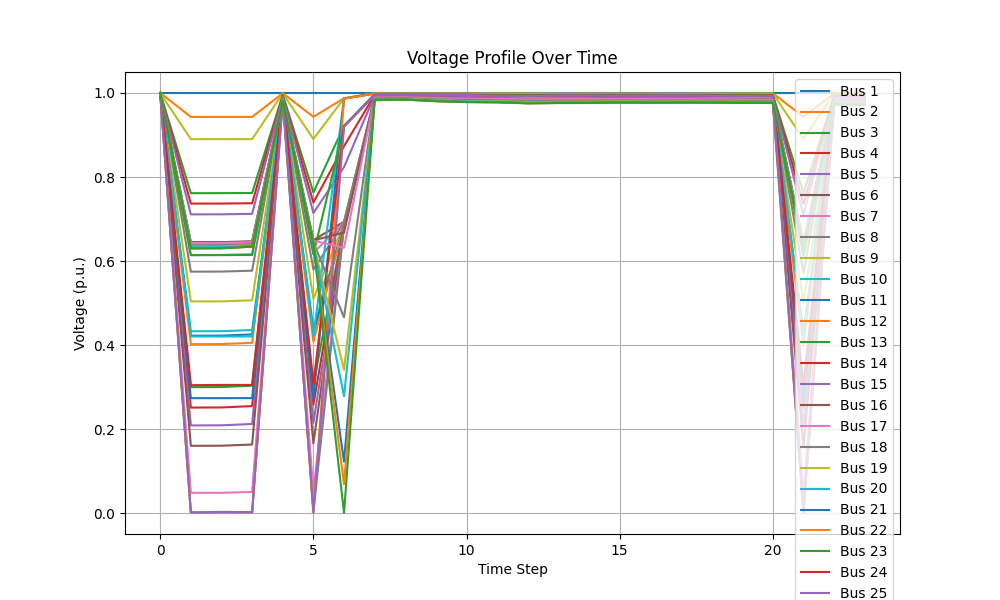 Voltage Profile Over Time
Voltage (p.u.)
1.0
0.8
0.6
0.4
0.2
0.0
0
5
10
15
20
Time Step
Bus 1
Bus 2
Bus 3
Bus 4
Bus 5
Bus 6
Bus 7
Bus 8
Bus 9
Bus 10
Bus 11
Bus 12
Bus 13
Bus 14
Bus 15
Bus 16
Bus 17
Bus 18
Bus 19
Bus 20
Bus 21
Bus 22
Bus 23
Bus 24
Bus 25